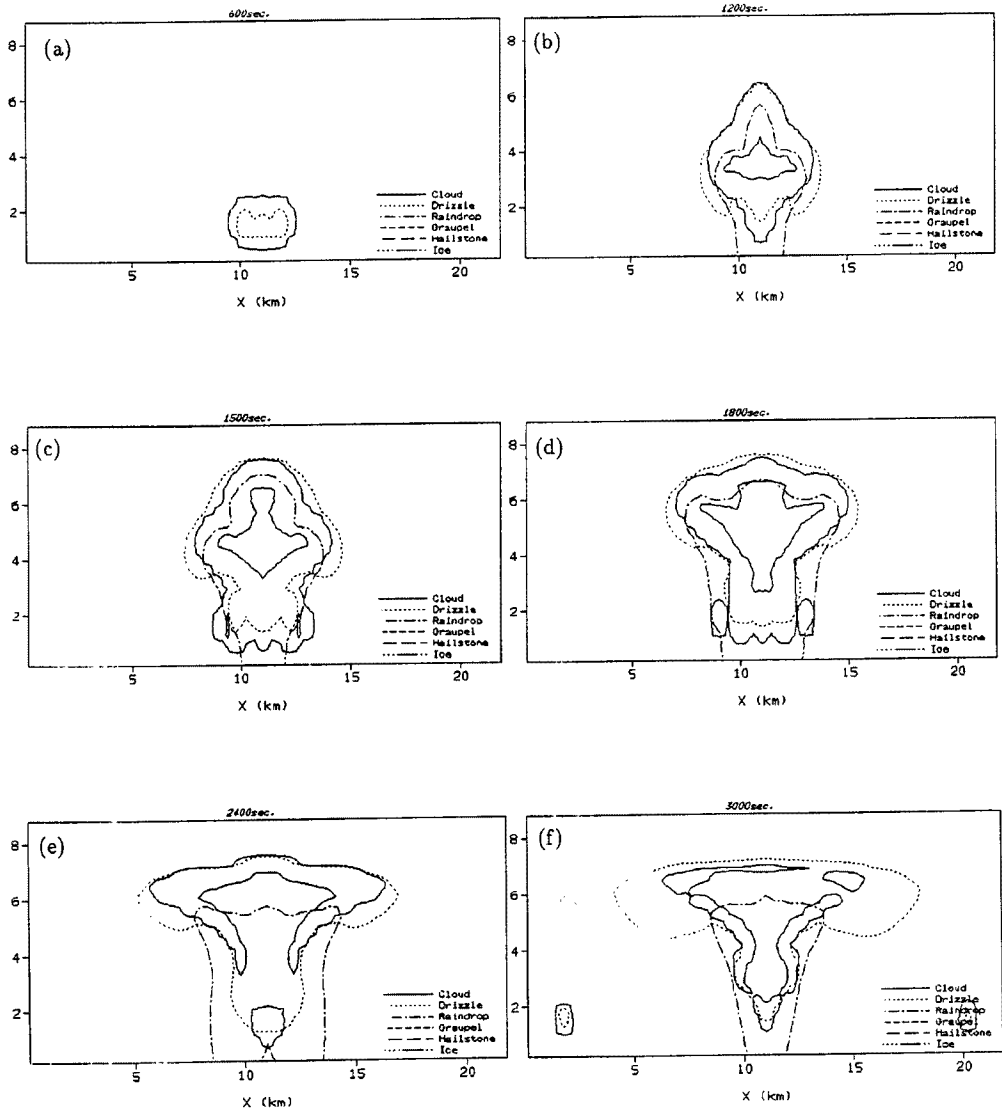 600sec.
(a)
8
6
4
2
Cloud
Drizzle
Raindrop
Graupel
Hailstone
Ice
5 10 15 20
X (km)
1200sec.
(b)
8
6
4
2
Cloud
Drizzle
Raindrop
Graupel
Hailstone
Ice
5 10 15 20
X (km)
1500sec.
(c)
8
6
4
2
Cloud
Drizzle
Raindrop
Graupel
Hailstone
Ice
5 10 15 20
X (km)
1800sec.
(d)
8
6
4
2
Cloud
Drizzle
Raindrop
Graupel
Hailstone
Ice
5 10 15 20
X (km)
2400sec.
(e)
8
6
4
2
Cloud
Drizzle
Raindrop
Graupel
Hailstone
Ice
5 10 15 20
X (km)
3000sec.
(f)
8
6
4
2
Cloud
Drizzle
Raindrop
Graupel
Hailstone
Ice
5 10 15 20
X (km)